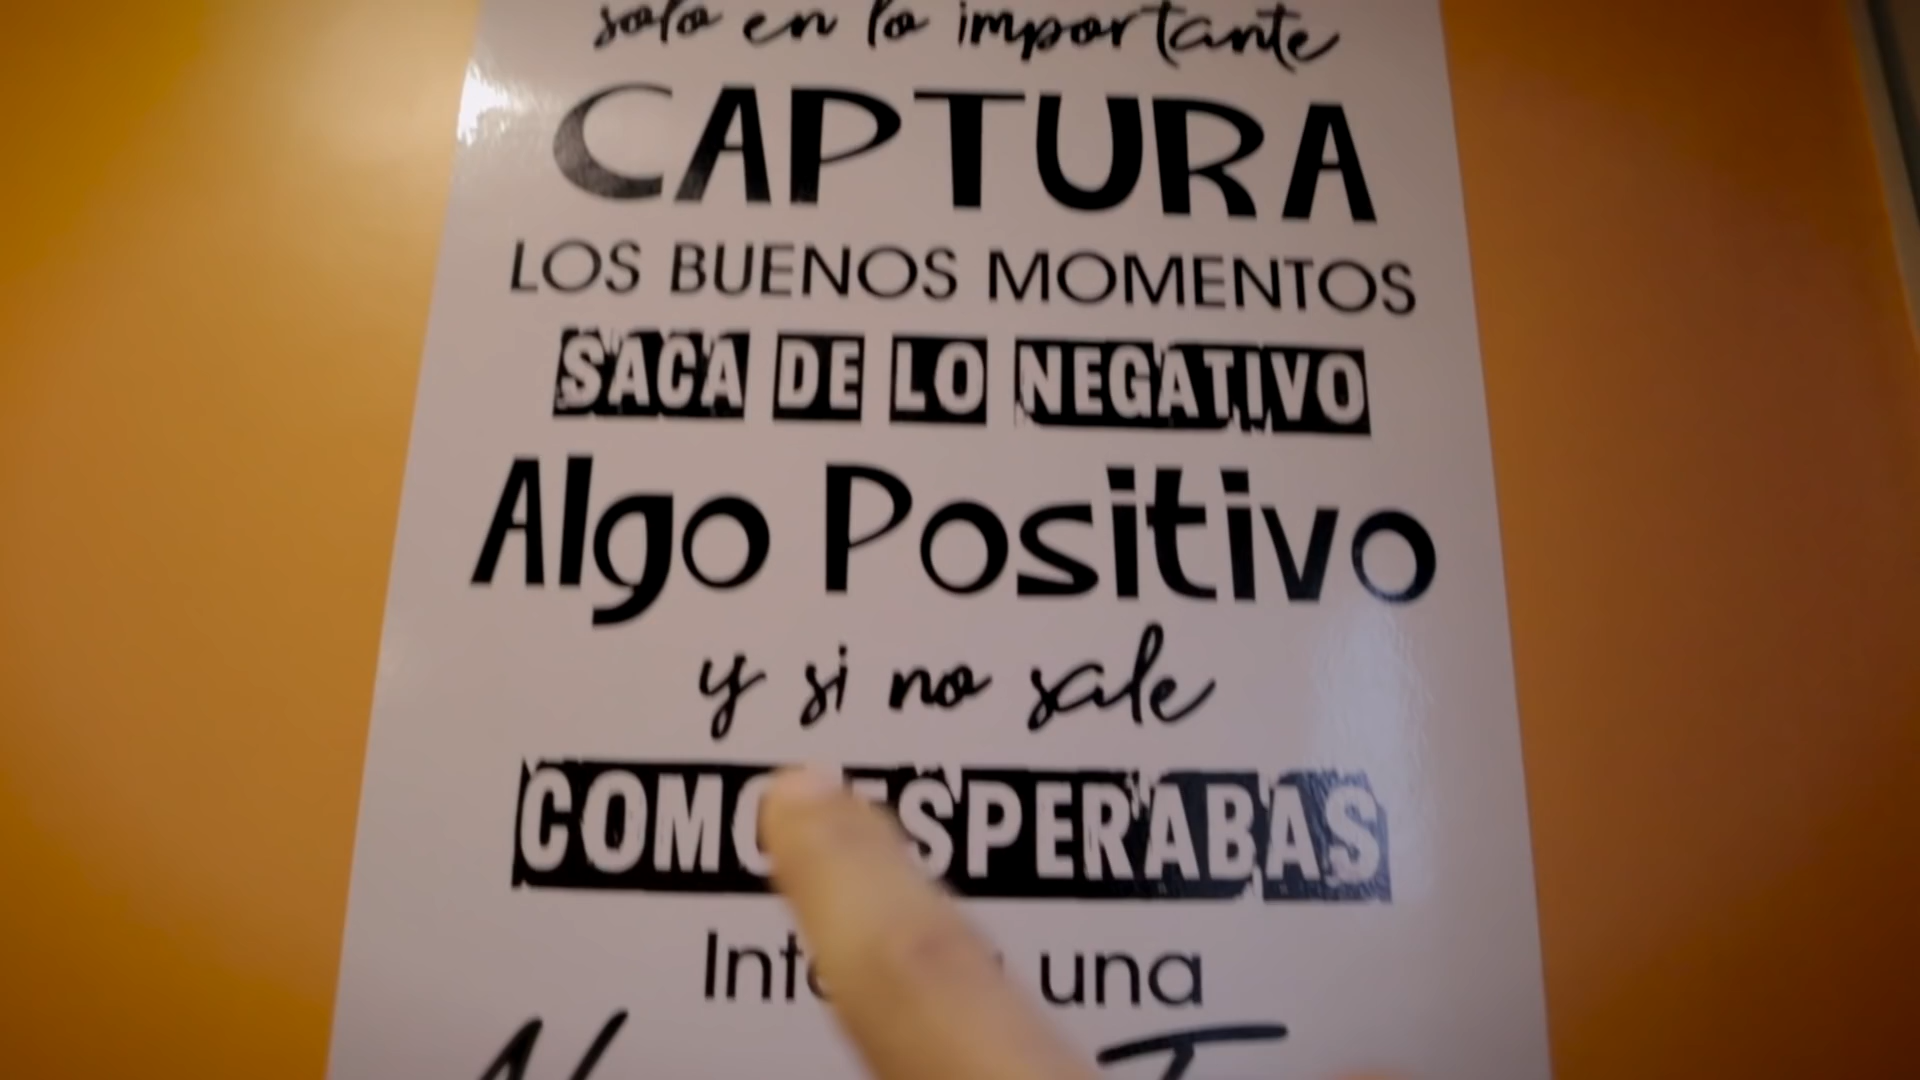 solo en lo importante
CAPTURA
LOS BUENOS MOMENTOS
SACA DE LO NEGATIVO
Algo Positivo
y si no sale
COMO ESPERABAS
una